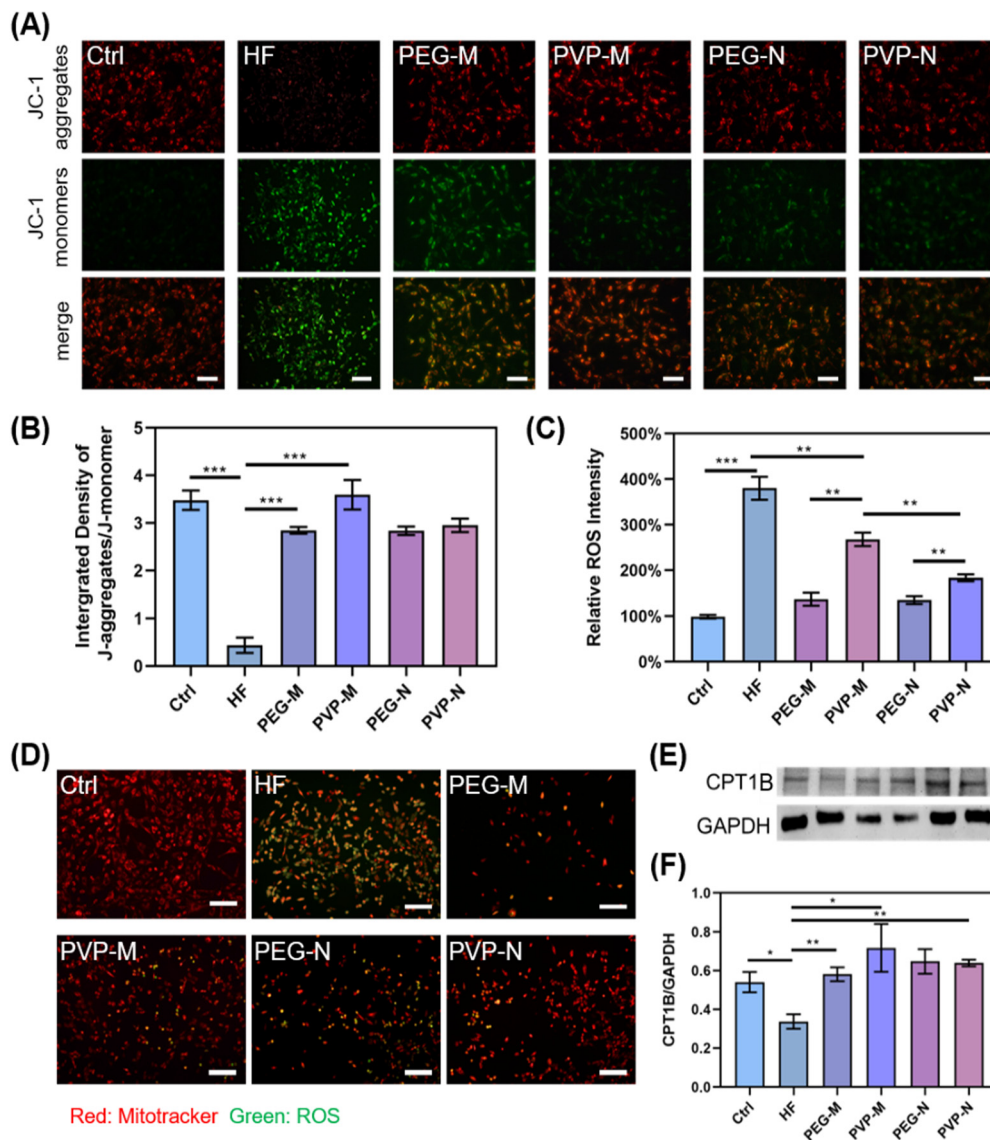 (A)
Ctrl HF PEG-M PVP-M PEG-N PVP-N
JC-1
aggregates
JC-1
monomers
merge
(B)
Intergrated Density of
J-aggregates/J-monomer
5
4
3
2
1
0
*** *** ***
Ctrl HF PEG-M PVP-M PEG-N PVP-N
(C)
Relative ROS Intensity
500%
400%
300%
200%
100%
0%
*** ** ** ** **
Ctrl HF PEG-M PVP-M PEG-N PVP-N
(D)
Ctrl HF PEG-M
PVP-M PEG-N PVP-N
Red: Mitotracker Green: ROS
(E)
CPT1B
GAPDH
(F)
CPT1B/GAPDH
1.0
0.8
0.6
0.4
0.2
0.0
* ** * **
Ctrl HF PEG-M PVP-M PEG-N PVP-N